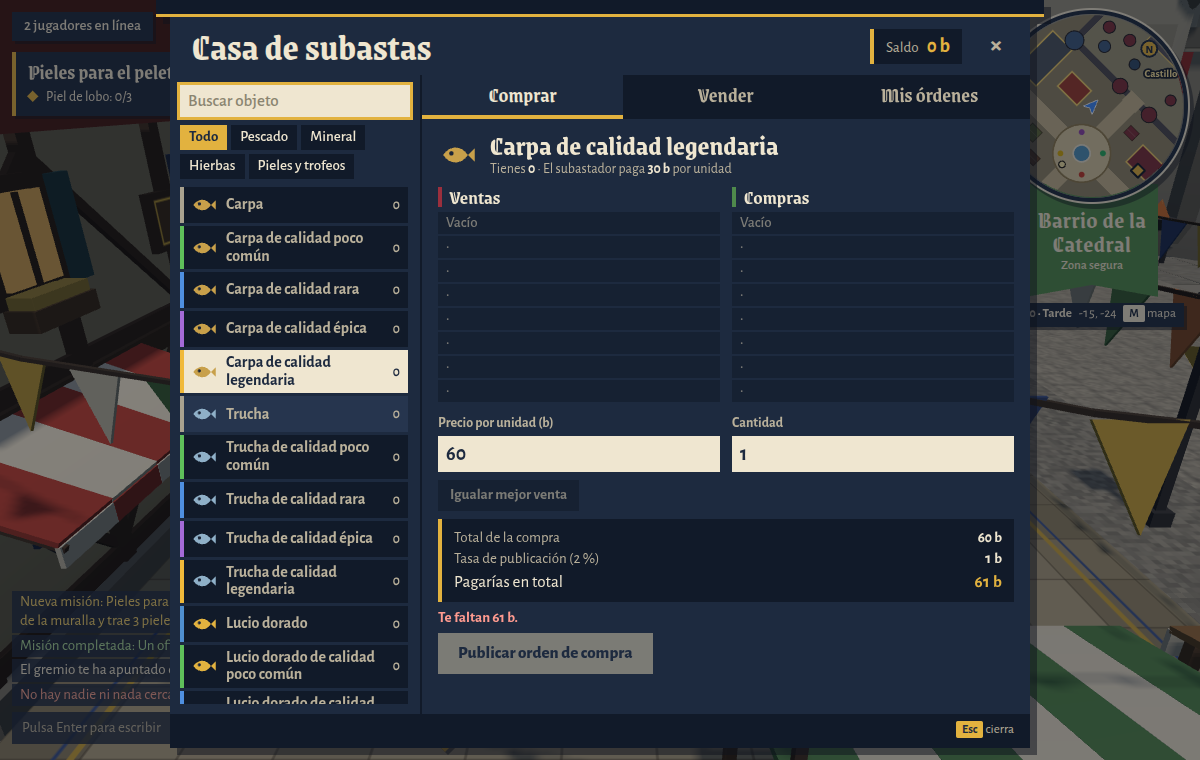 2 jugadores en línea
Pieles para el pelet
Piel de lobo: 0/3
Casa de subastas
Saldo 0 b
×
Buscar objeto
Todo
Pescado
Mineral
Hierbas
Pieles y trofeos
Carpa 0
Carpa de calidad poco
común 0
Carpa de calidad rara 0
Carpa de calidad épica 0
Carpa de calidad
legendaria 0
Trucha 0
Trucha de calidad poco
común 0
Trucha de calidad rara 0
Trucha de calidad épica 0
Trucha de calidad
legendaria 0
Lucio dorado 0
Lucio dorado de calidad
poco común 0
Lucio dorado de calidad
Comprar
Vender
Mis órdenes
Carpa de calidad legendaria
Tienes 0 · El subastador paga 30 b por unidad
Ventas
Vacío
·
·
·
·
·
·
·
Compras
Vacío
·
·
·
·
·
·
·
Precio por unidad (b)
60
Cantidad
1
Igualar mejor venta
Total de la compra 60 b
Tasa de publicación (2 %) 1 b
Pagarías en total 61 b
Te faltan 61 b.
Publicar orden de compra
Esc cierra
N
Castillo
Barrio de la
Catedral
Zona segura
0 · Tarde -15, -24 M mapa
Nueva misión: Pieles para
de la muralla y trae 3 piele
Misión completada: Un of
El gremio te ha apuntado
No hay nadie ni nada cerca
Pulsa Enter para escribir